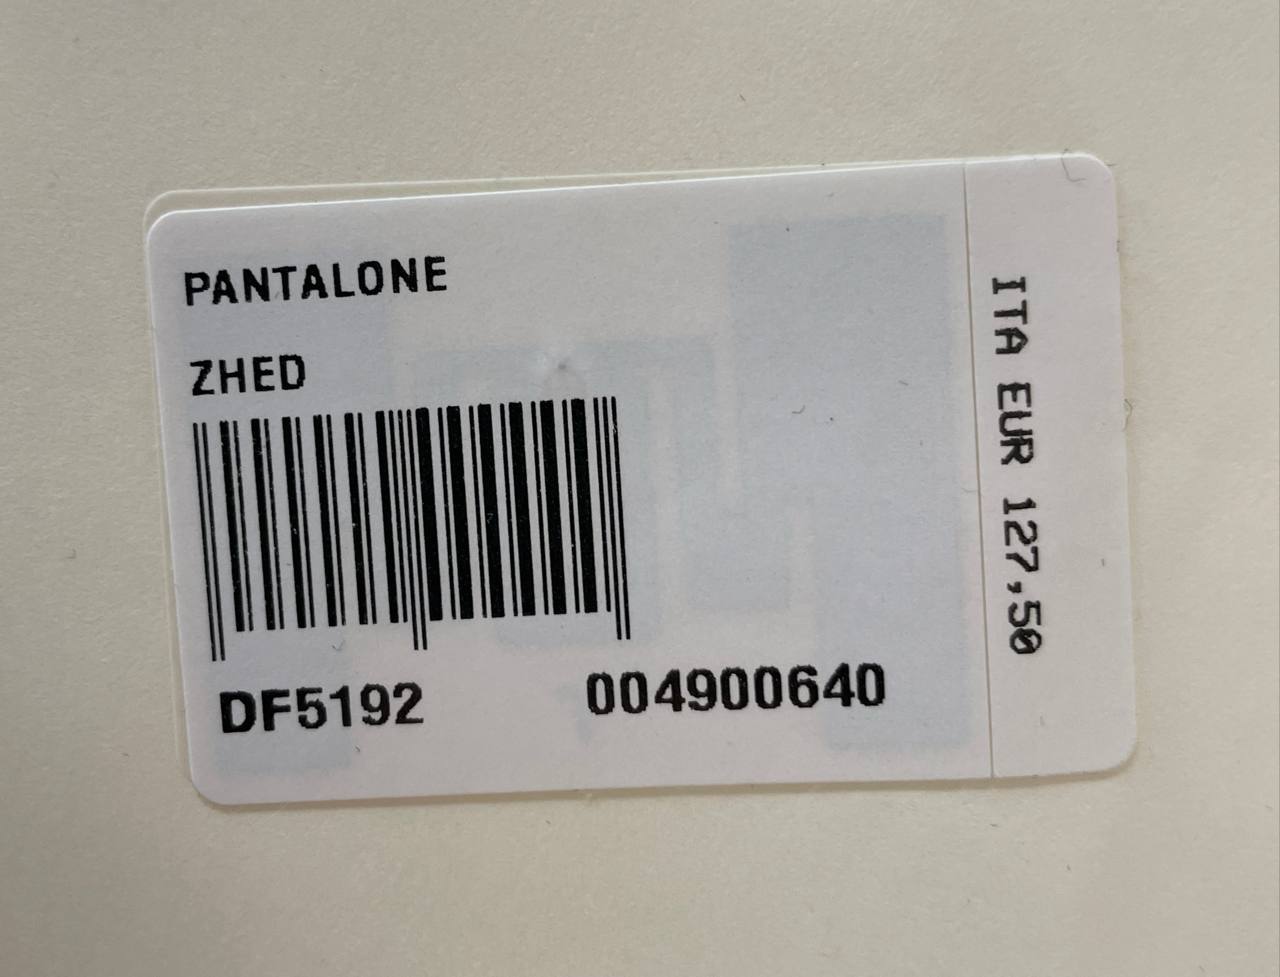 PANTALONE
ZHED
DF5192 004900640
ITA EUR 127,50